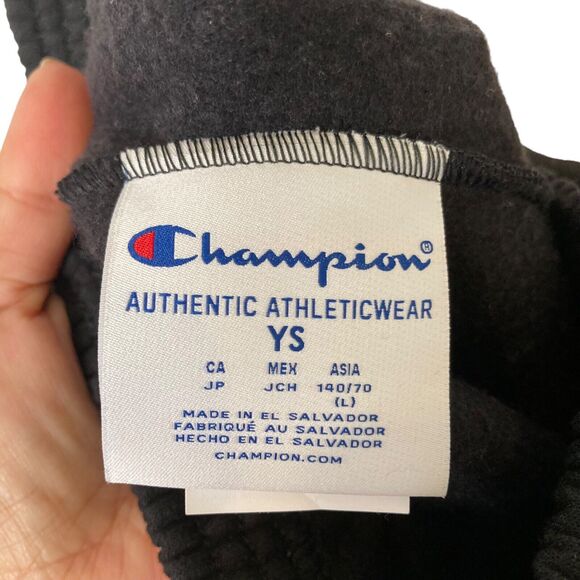 Champion®
AUTHENTIC ATHLETICWEAR
YS
CA MEX ASIA
JP JCH 140/70
(L)
MADE IN EL SALVADOR
FABRIQUÉ AU SALVADOR
HECHO EN EL SALVADOR
CHAMPION.COM